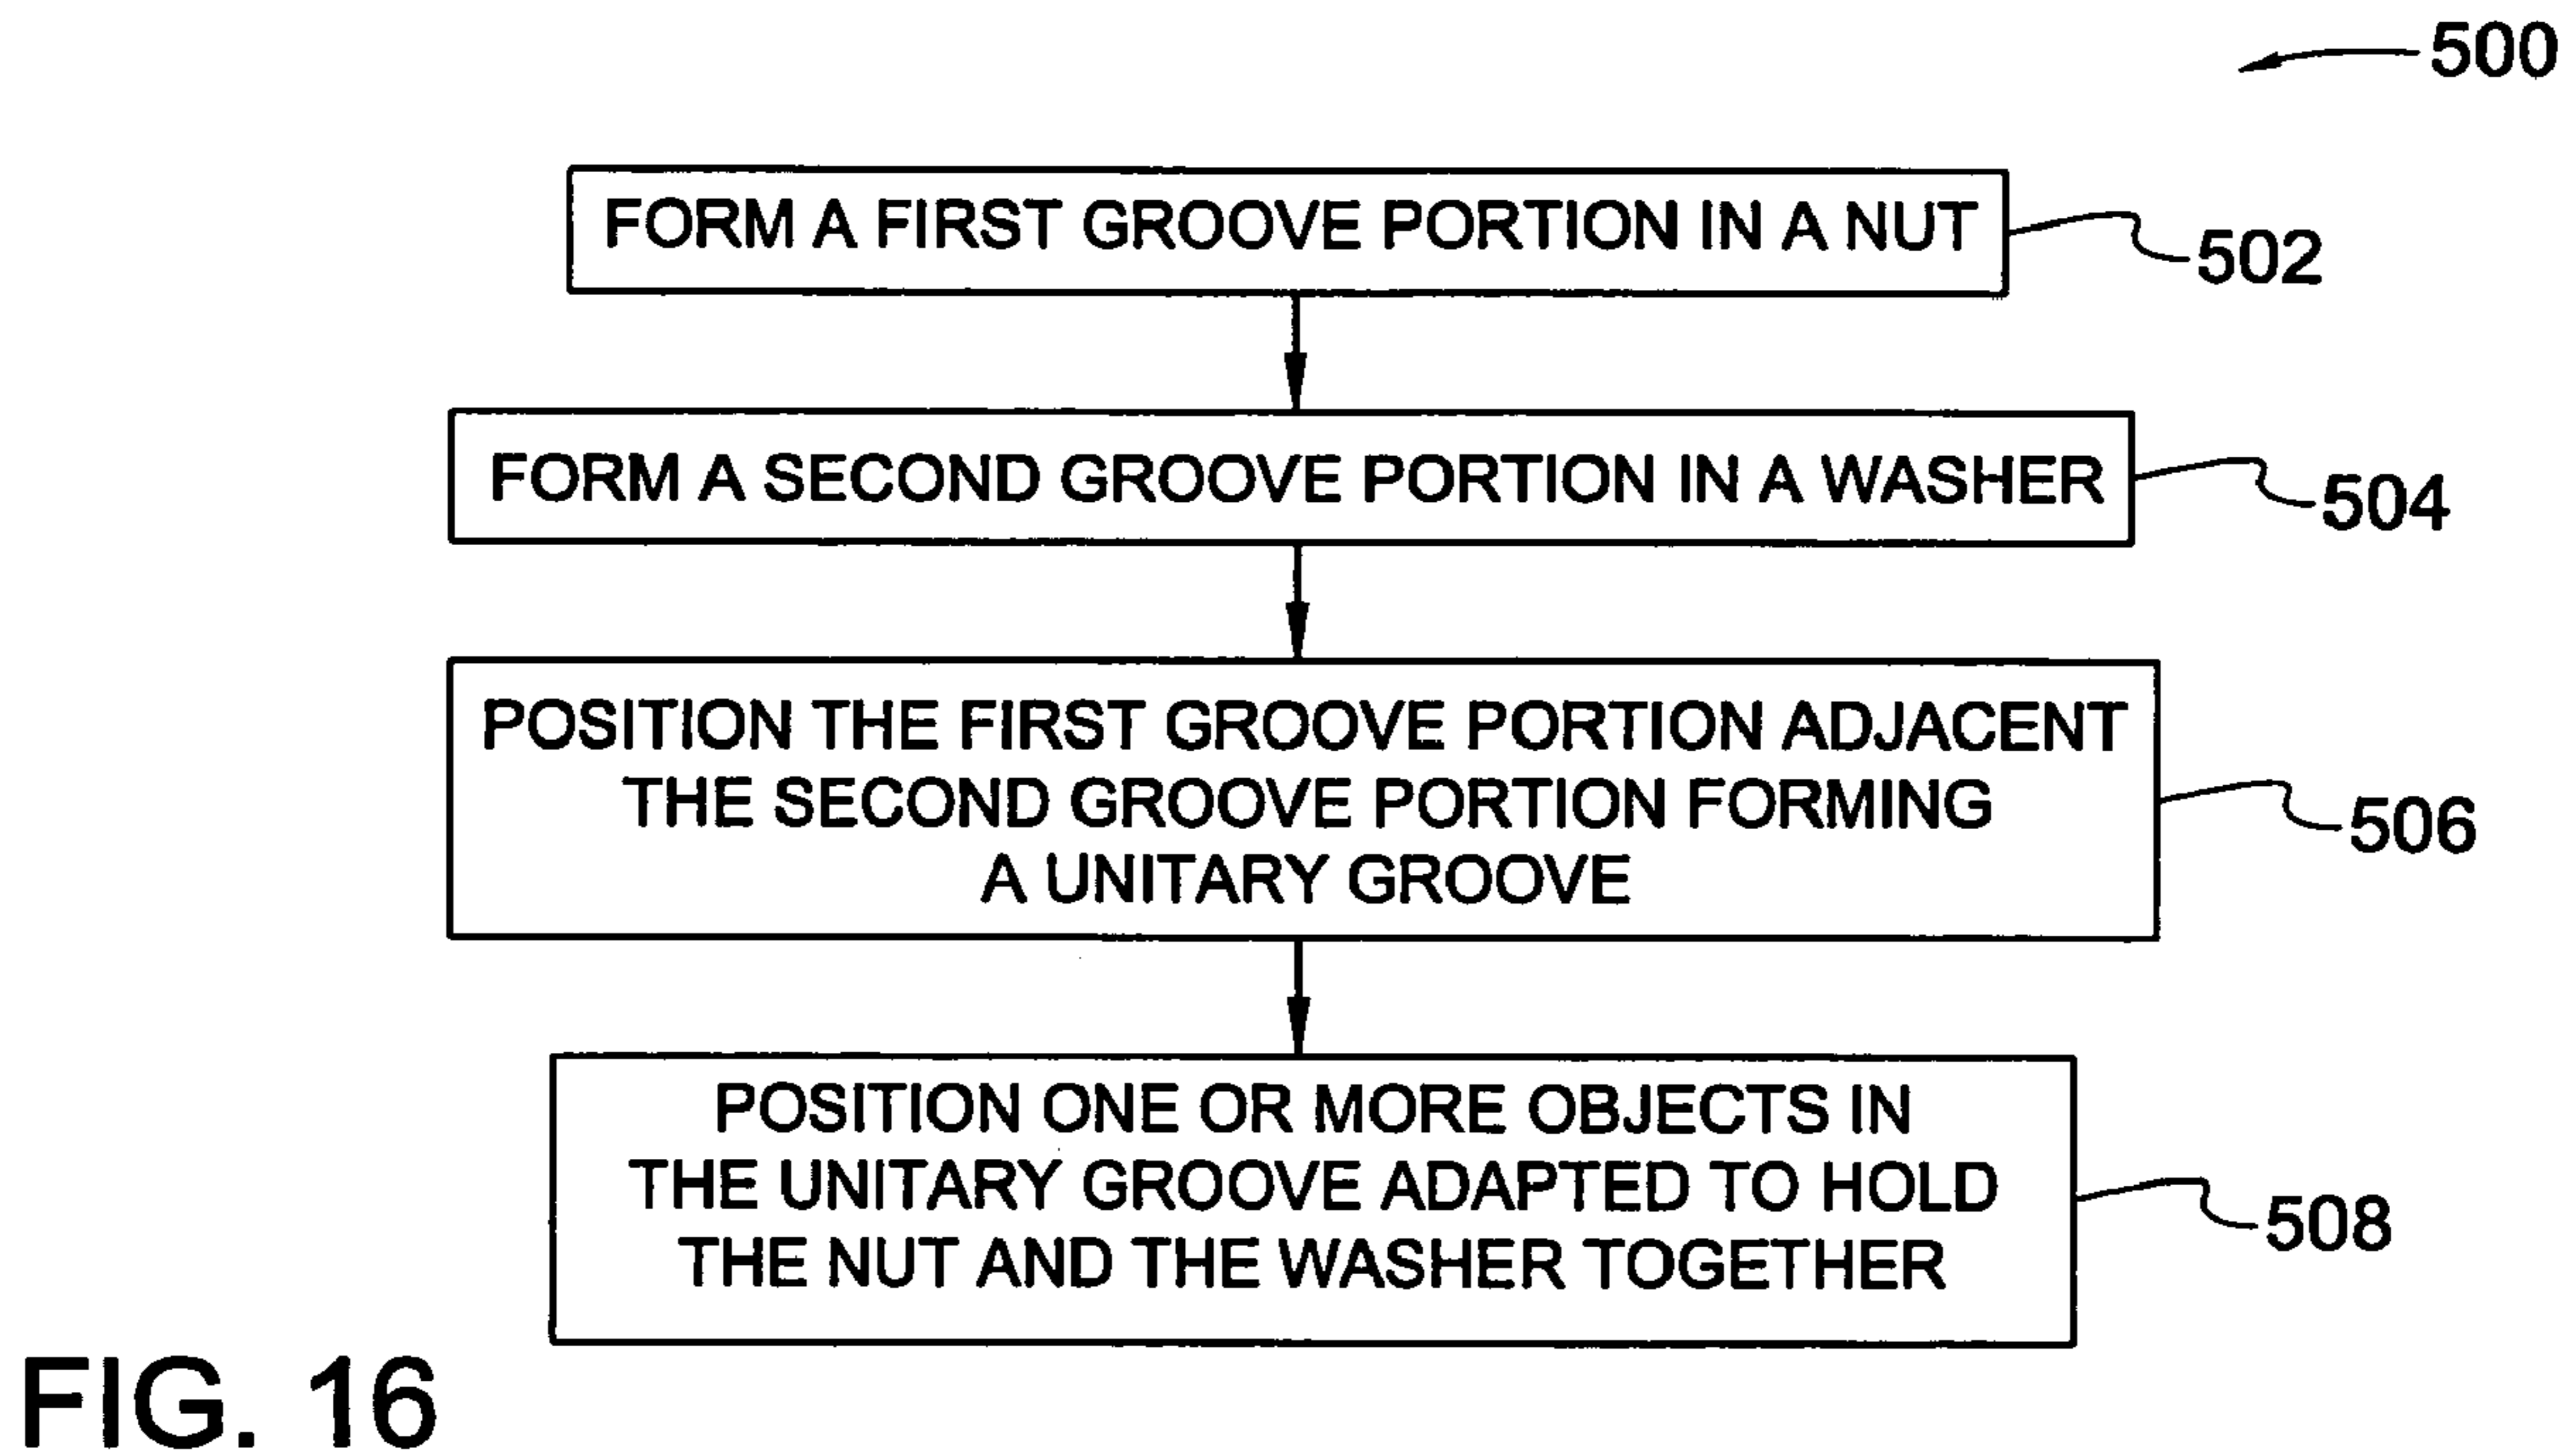 500
FORM A FIRST GROOVE PORTION IN A NUT
502
FORM A SECOND GROOVE PORTION IN A WASHER
504
POSITION THE FIRST GROOVE PORTION ADJACENT
THE SECOND GROOVE PORTION FORMING
A UNITARY GROOVE
506
POSITION ONE OR MORE OBJECTS IN
THE UNITARY GROOVE ADAPTED TO HOLD
THE NUT AND THE WASHER TOGETHER
508
FIG. 16